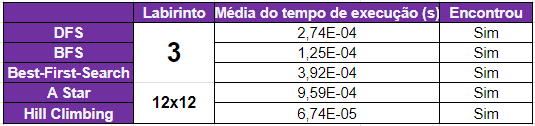 Labirinto Média do tempo de execução (s) Encontrou
DFS 3 2,74E-04 Sim
BFS 1,25E-04 Sim
Best-First-Search 3,92E-04 Sim
A Star 12x12 9,59E-04 Sim
Hill Climbing 6,74E-05 Sim